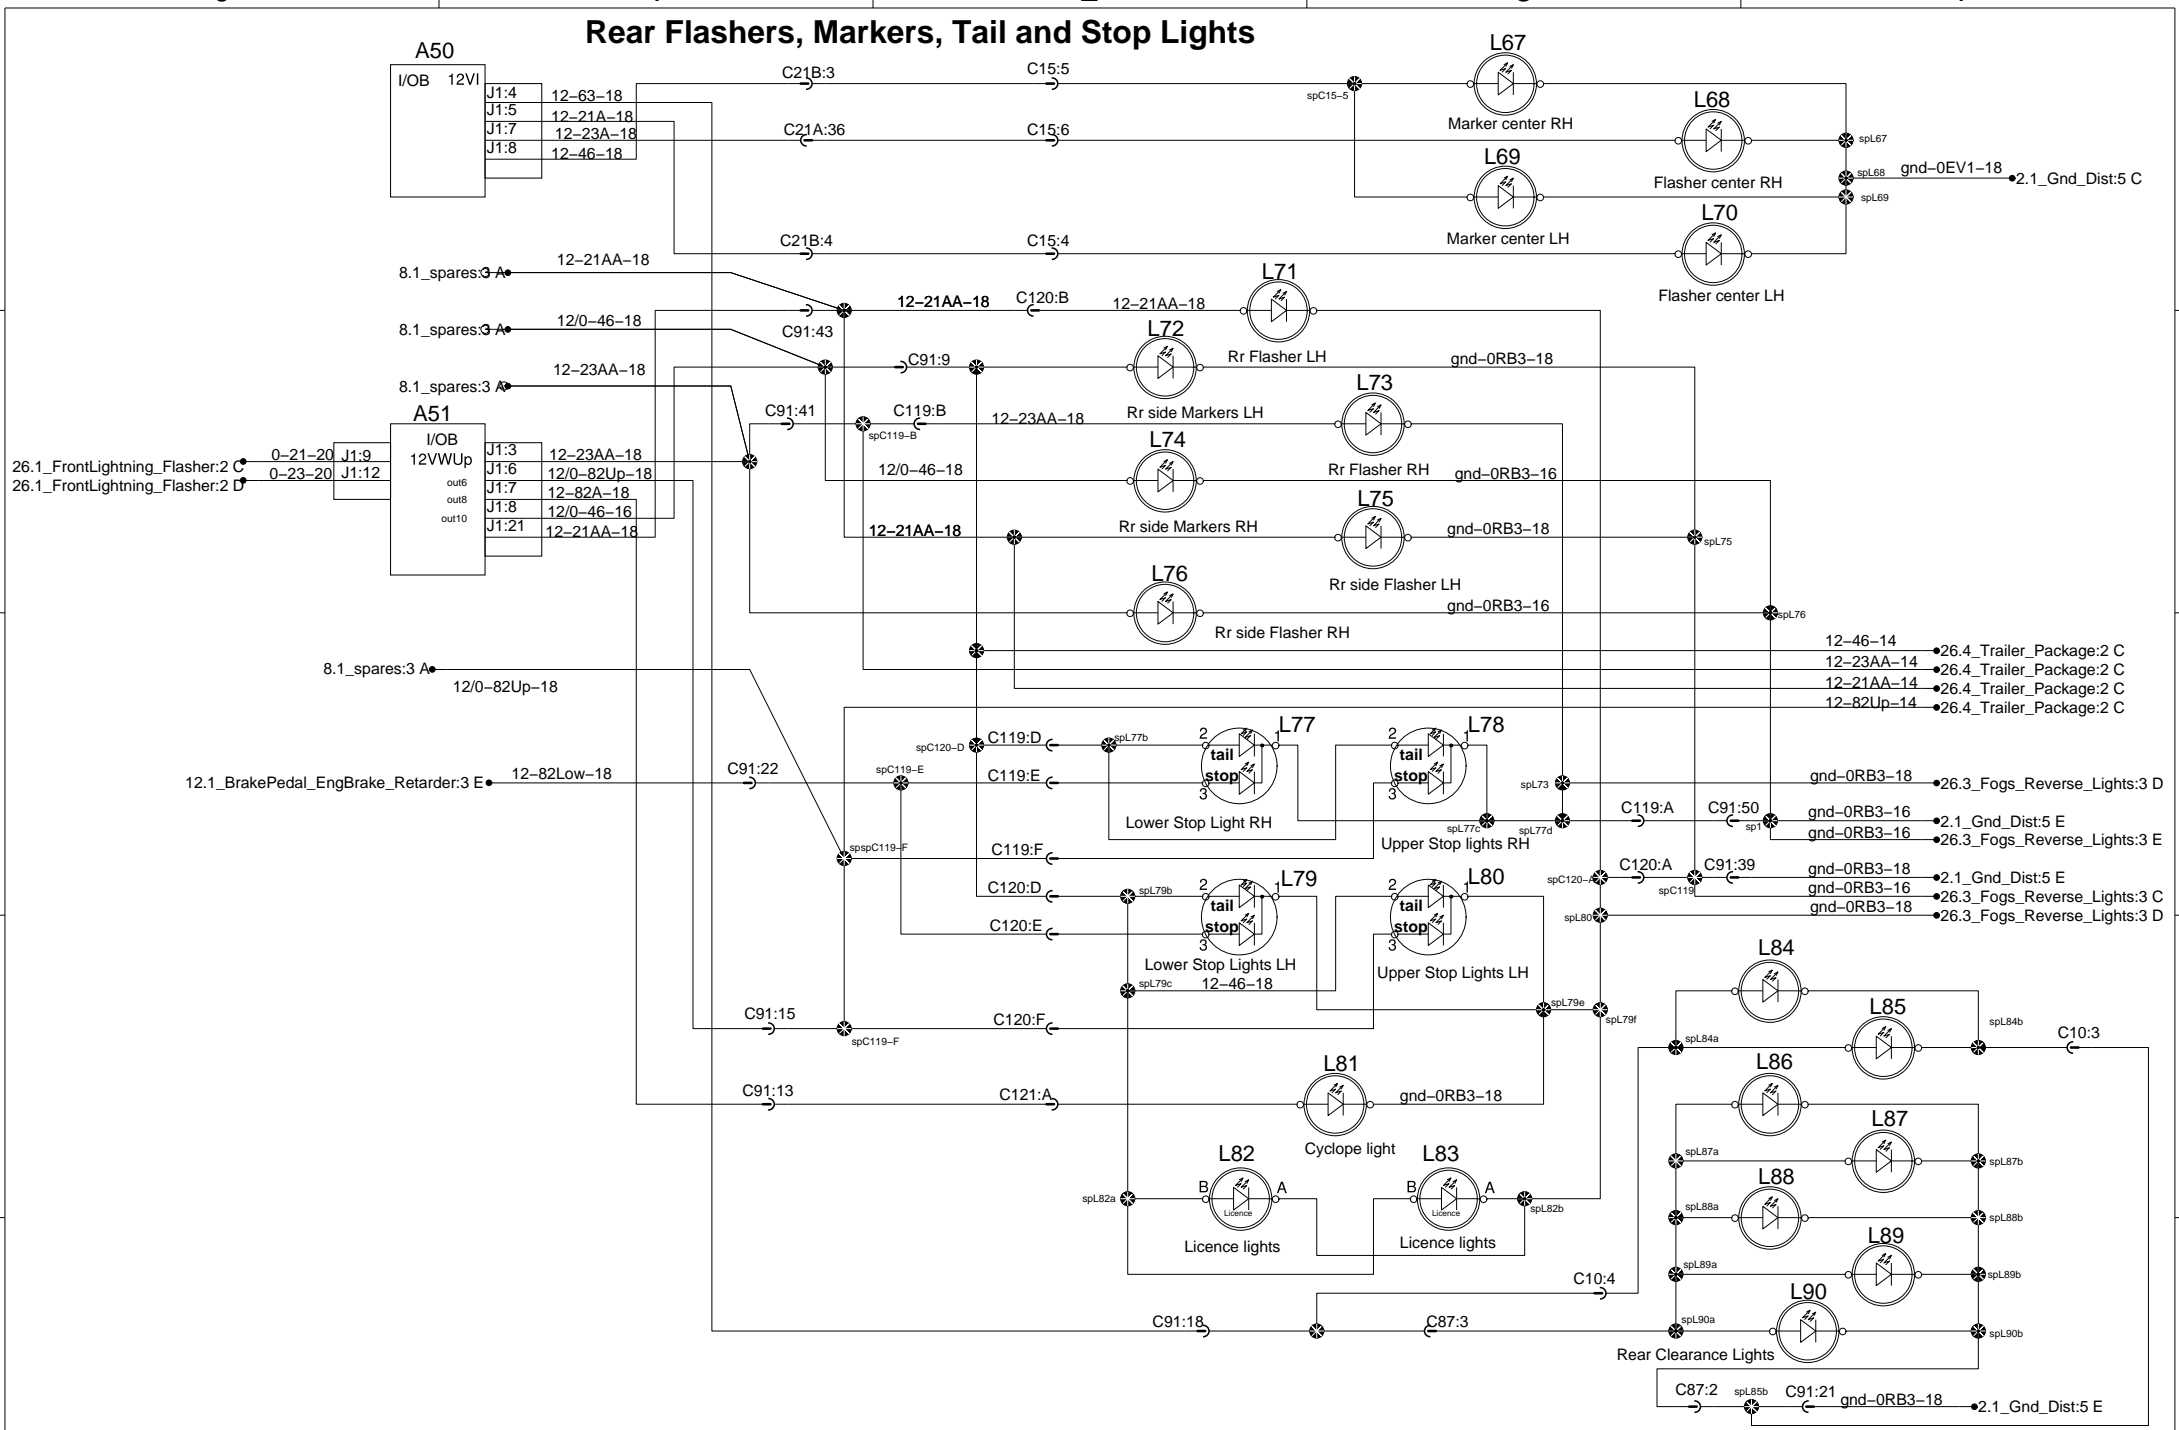 Rear Flashers, Markers, Tail and Stop Lights
A50
I/OB 12VI
J1:4 12-63-18
J1:5 12-21A-18
J1:7 12-23A-18
J1:8 12-46-18
C21B:3
C15:5
spC15-5
L67
Marker center RH
C21A:36
C15:6
L68
Flasher center RH
spL67
spL68
gnd-0EV1-18
2.1_Gnd_Dist:5 C
spL69
L69
Marker center LH
C21B:4
C15:4
L70
Flasher center LH
8.1_spares:3 A
12-21AA-18
C91:43
12-21AA-18
C120:B
12-21AA-18
L71
Rr Flasher LH
8.1_spares:3 A
12/0-46-18
C91:9
L72
Rr side Markers LH
gnd-0RB3-18
8.1_spares:3 A
12-23AA-18
C91:41
spC119-B
C119:B
12-23AA-18
L73
Rr Flasher RH
A51
I/OB
12VWUp
out6
out8
out10
26.1_FrontLightning_Flasher:2 C
0-21-20 J1:9
26.1_FrontLightning_Flasher:2 D
0-23-20 J1:12
J1:3 12-23AA-18
J1:6 12/0-82Up-18
J1:7 12-82A-18
J1:8 12/0-46-16
J1:21 12-21AA-18
12/0-46-18
L74
Rr side Markers RH
gnd-0RB3-16
12-21AA-18
L75
Rr side Flasher LH
gnd-0RB3-18
spL75
L76
Rr side Flasher RH
gnd-0RB3-16
spL76
12-46-14
26.4_Trailer_Package:2 C
12-23AA-14
26.4_Trailer_Package:2 C
12-21AA-14
26.4_Trailer_Package:2 C
12-82Up-14
26.4_Trailer_Package:2 C
8.1_spares:3 A
12/0-82Up-18
spC120-D
C119:D
spL77b
2
tail
stop
3
1
L77
Lower Stop Light RH
2
tail
stop
3
1
L78
Upper Stop lights RH
12.1_BrakePedal_EngBrake_Retarder:3 E
12-82Low-18
C91:22
spC119-E
C119:E
spL73
gnd-0RB3-18
26.3_Fogs_Reverse_Lights:3 D
spL77c
spL77d
C119:A
C91:50
sp1
gnd-0RB3-16
2.1_Gnd_Dist:5 E
gnd-0RB3-16
26.3_Fogs_Reverse_Lights:3 E
spspC119-F
C119:F
spC120-A
C120:A
spC119
C91:39
gnd-0RB3-18
2.1_Gnd_Dist:5 E
gnd-0RB3-16
26.3_Fogs_Reverse_Lights:3 C
spL80
gnd-0RB3-18
26.3_Fogs_Reverse_Lights:3 D
C120:D
spL79b
2
tail
stop
3
1
L79
Lower Stop Lights LH
2
tail
stop
3
1
L80
Upper Stop Lights LH
C120:E
spL79c
12-46-18
spL79e
spL79f
C91:15
spC119-F
C120:F
C91:13
C121:A
L81
Cyclope light
gnd-0RB3-18
spL82a
B
L82
A
Licence
Licence lights
B
L83
A
Licence
Licence lights
spL82b
L84
spL84a
L85
spL84b
C10:3
L86
spL87a
L87
spL87b
spL88a
L88
spL88b
spL89a
L89
spL89b
C10:4
C91:18
C87:3
spL90a
L90
spL90b
Rear Clearance Lights
C87:2
spL85b
C91:21
gnd-0RB3-18
2.1_Gnd_Dist:5 E